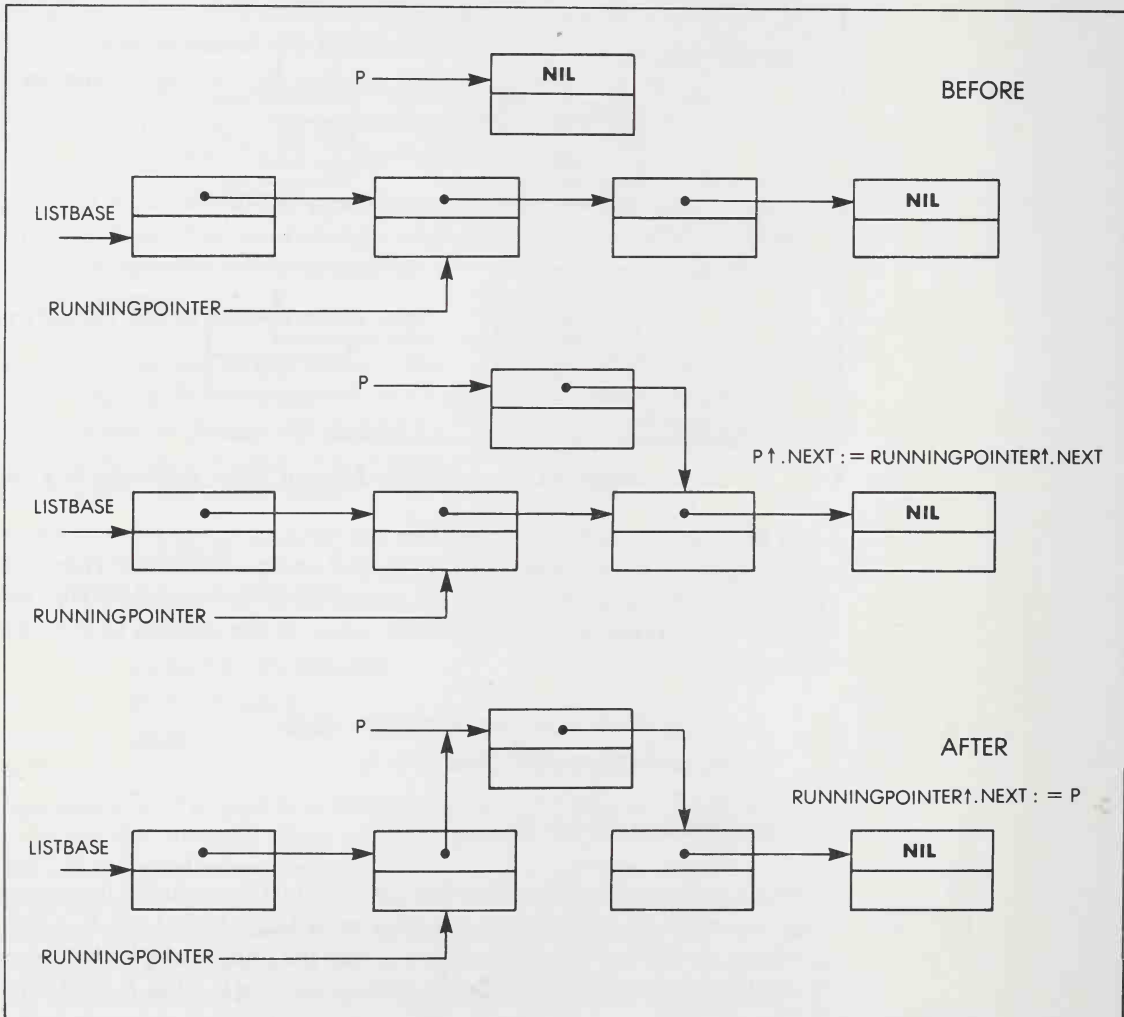 P
NIL
BEFORE
LISTBASE
NIL
RUNNINGPOINTER
P
P↑.NEXT : = RUNNINGPOINTER↑.NEXT
LISTBASE
NIL
RUNNINGPOINTER
P
AFTER
RUNNINGPOINTER↑.NEXT : = P
LISTBASE
NIL
RUNNINGPOINTER